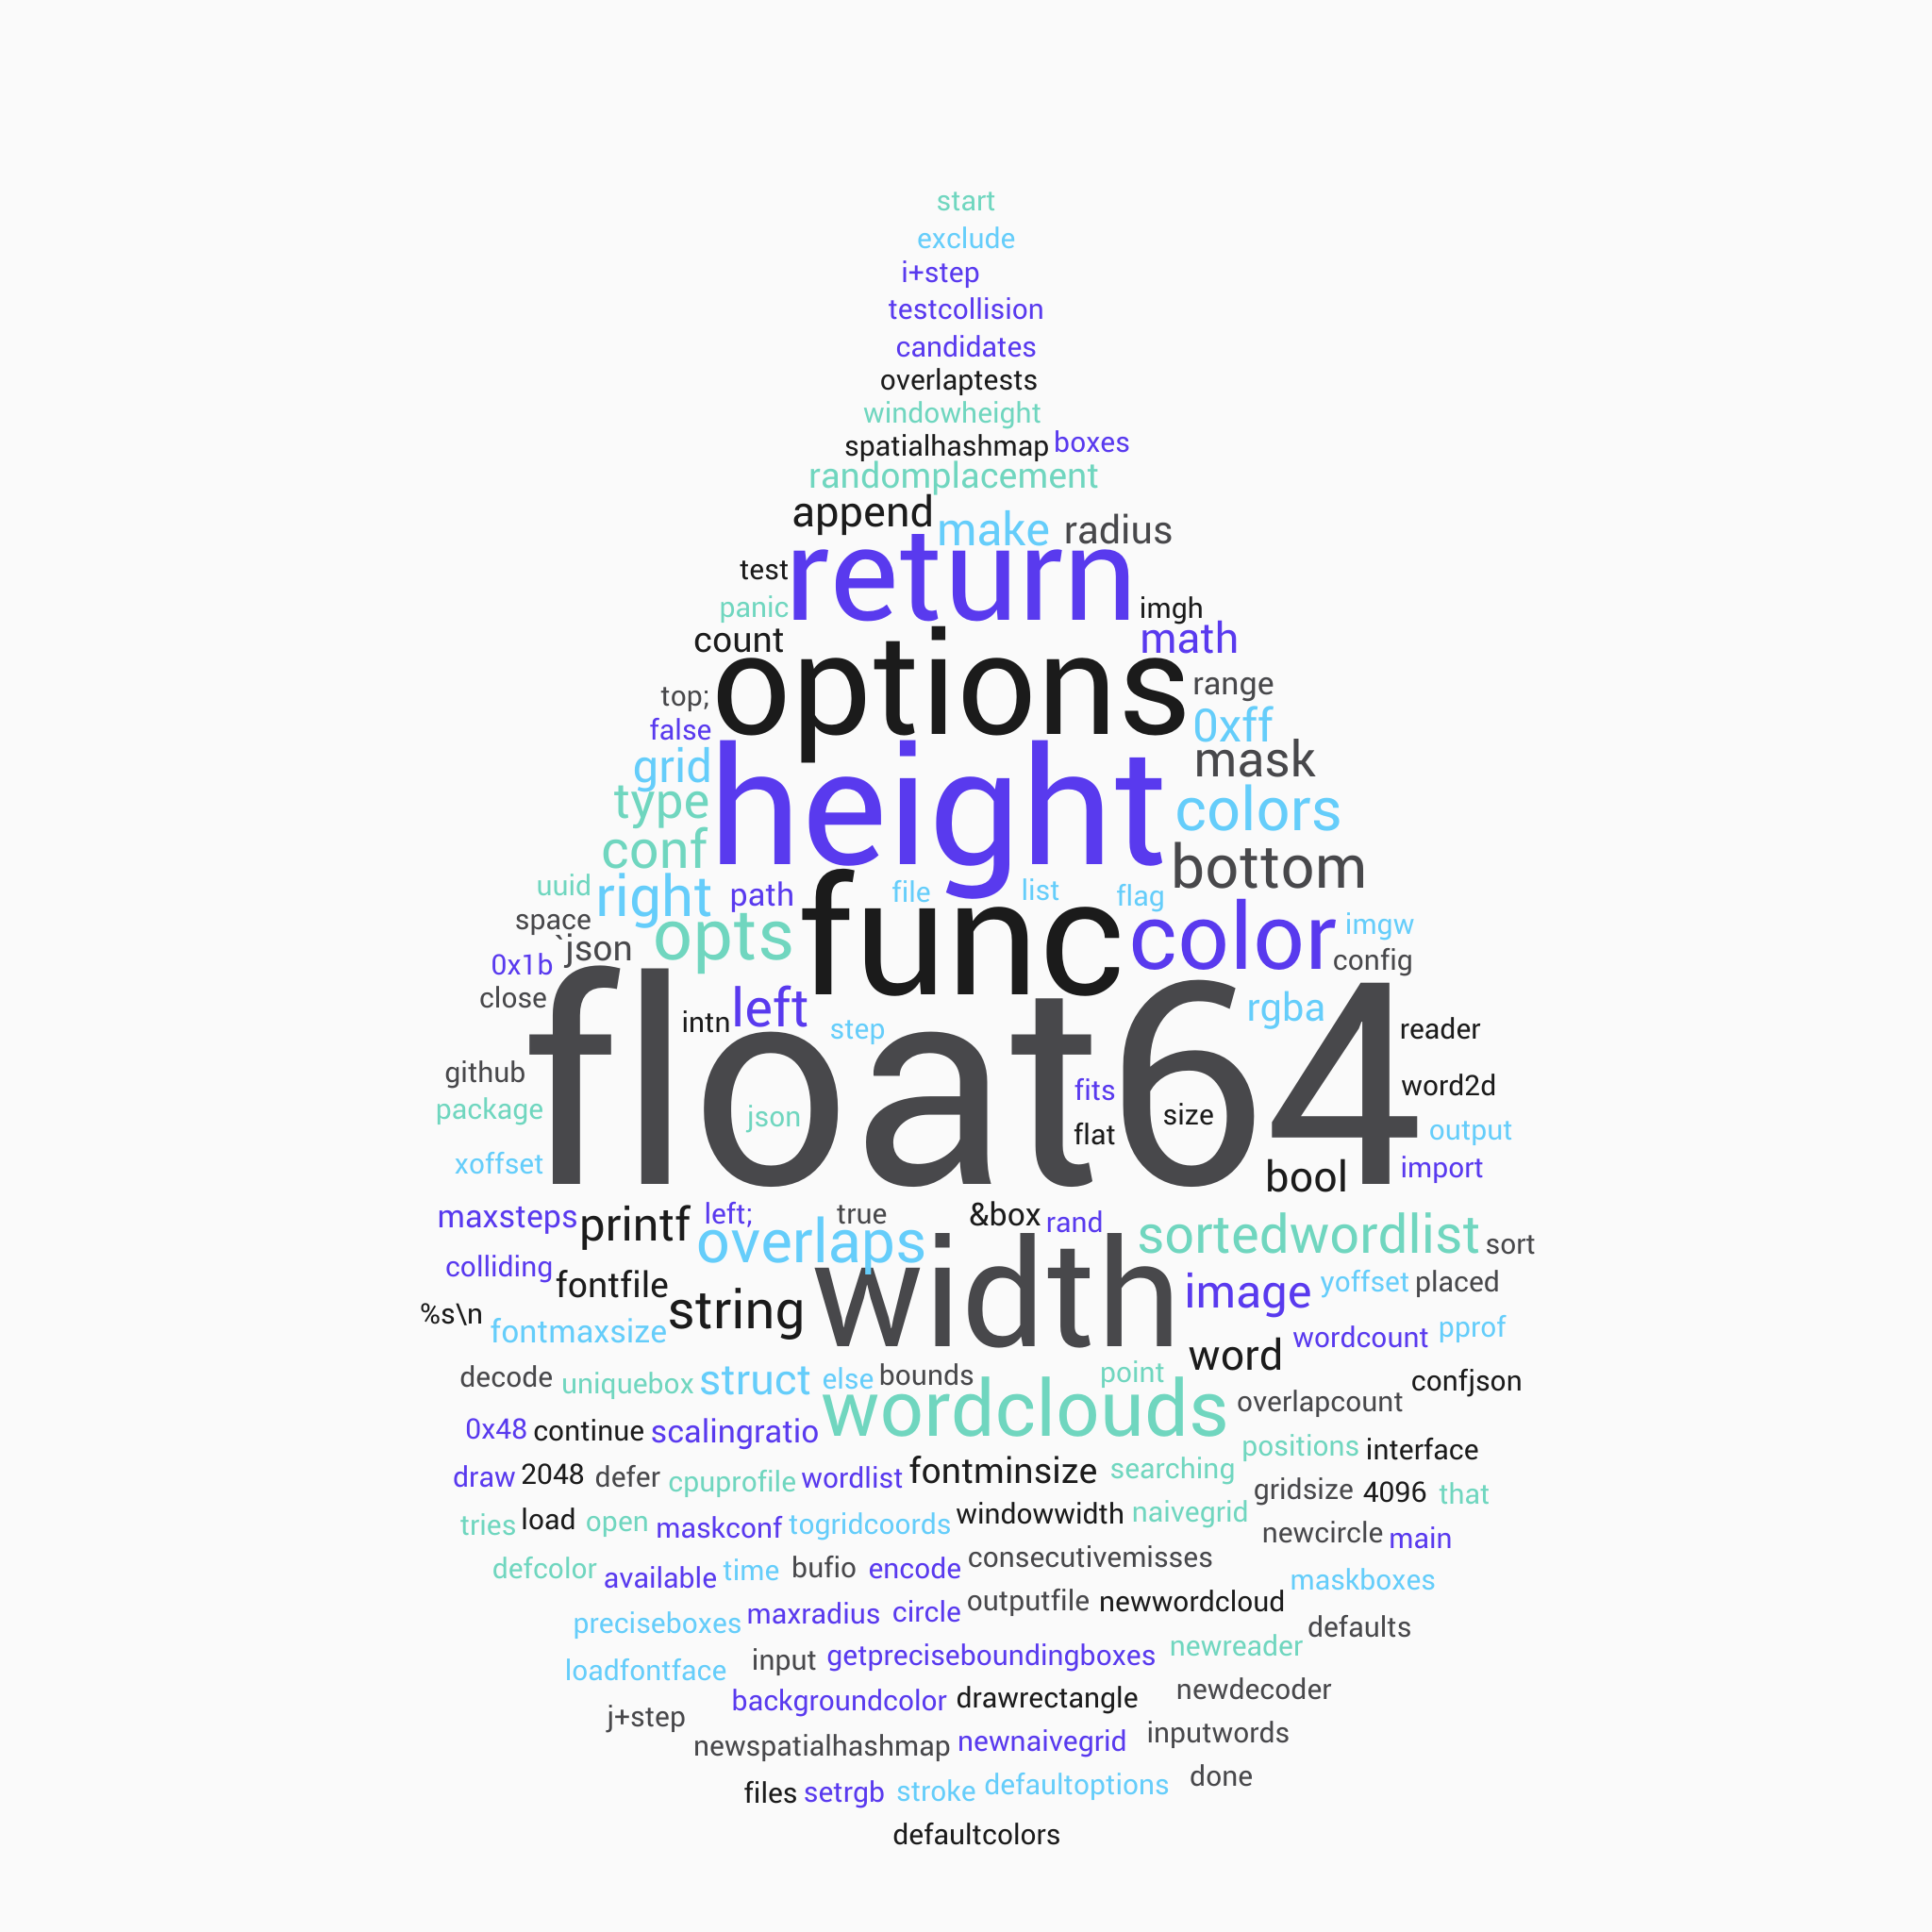 start
exclude
i+step
testcollision
candidates
overlaptests
windowheight
spatialhashmap boxes
randomplacement
append make radius
test return imgh
panic
count math
options
top; range
false 0xff
grid mask
height
type colors
conf bottom
uuid right path file list flag
space opts func color imgw
`json config
0x1b
close left rgba
intn step reader
float64
github fits word2d
package json size output
flat
xoffset bool import
maxsteps printf left; true &box rand sortedwordlist sort
overlaps
colliding fontfile width image yoffset placed
%s\n fontmaxsize string wordcount pprof
word
decode uniquebox struct else bounds point confjson
overlapcount
0x48 continue scalingratio wordclouds positions interface
draw 2048 defer cpuprofile wordlist fontminsize searching gridsize 4096 that
tries load open maskconf togridcoords windowwidth naivegrid newcircle main
defcolor available time bufio encode consecutivemisses maskboxes
preciseboxes maxradius circle outputfile newwordcloud defaults
loadfontface input getpreciseboundingboxes newreader
backgroundcolor drawrectangle newdecoder
j+step
newspatialhashmap newnaivegrid inputwords
files setrgb stroke defaultoptions done
defaultcolors